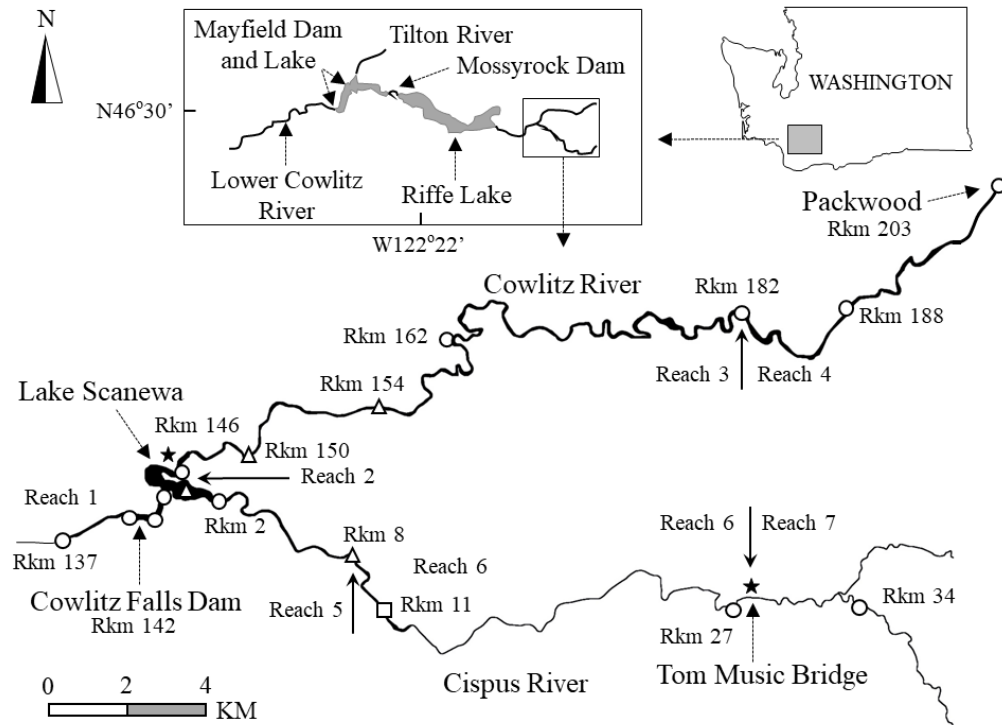 N
Mayfield Dam
and Lake
Tilton River
Mossyrock Dam
N46°30’
Lower Cowlitz
River
Riffe Lake
W122°22’
WASHINGTON
Packwood
Rkm 203
Cowlitz River
Rkm 182
Rkm 188
Rkm 162
Reach 3
Reach 4
Rkm 154
Lake Scanewa
Rkm 146
Rkm 150
Reach 2
Reach 1
Rkm 2
Rkm 137
Rkm 8
Reach 6
Reach 6
Reach 7
Cowlitz Falls Dam
Rkm 142
Reach 5
Rkm 11
Rkm 34
Rkm 27
Tom Music Bridge
Cispus River
0 2 4
KM